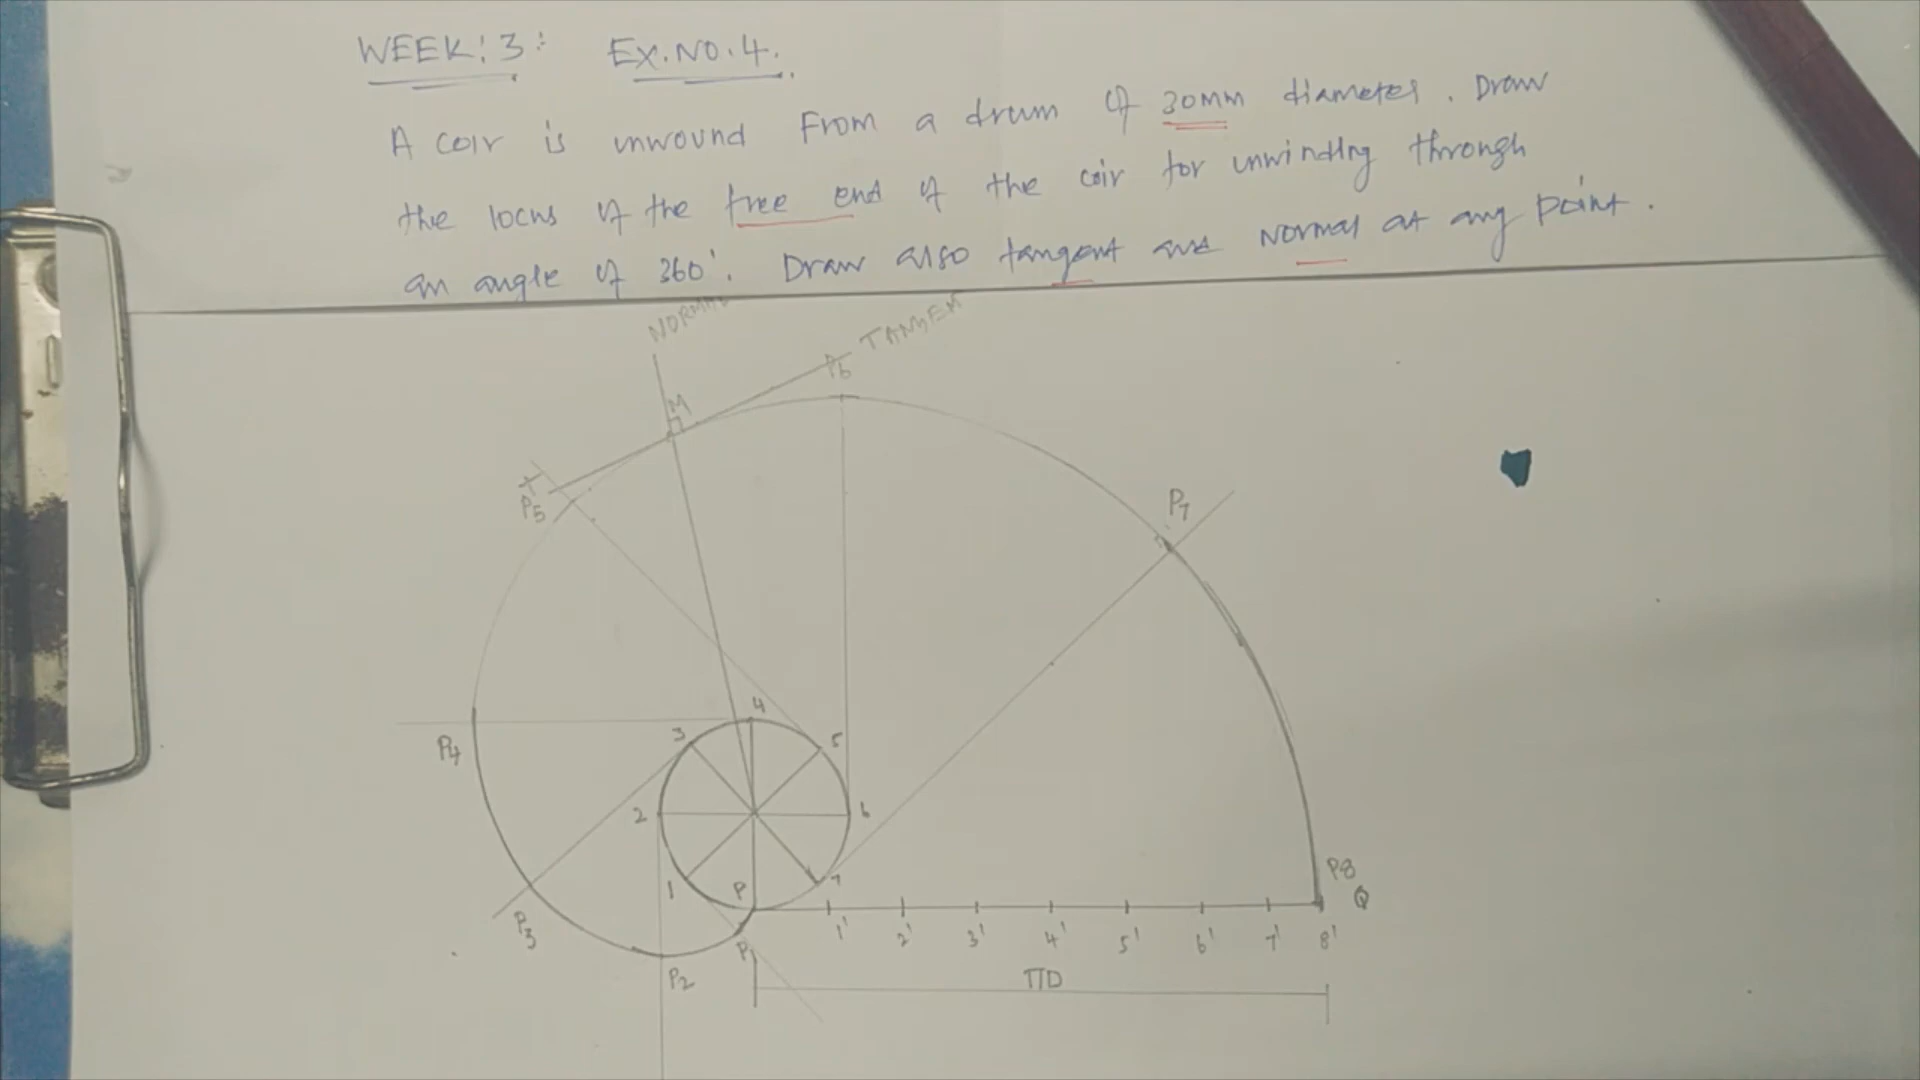 WEEK: 3:   EX.NO.4.
A coir is unwound From a drum of 30mm diameter. Draw
the locus of the free end of the coir for unwinding through
an angle of 360°. Draw also tangent and Normal at any point.
NORMAL
TANGEN
P6
M
P5
P7
4
3
5
P4
2
6
1
P
7
P8
Q
P3
P1
1' 2' 3' 4' 5' 6' 7' 8'
P2
πD